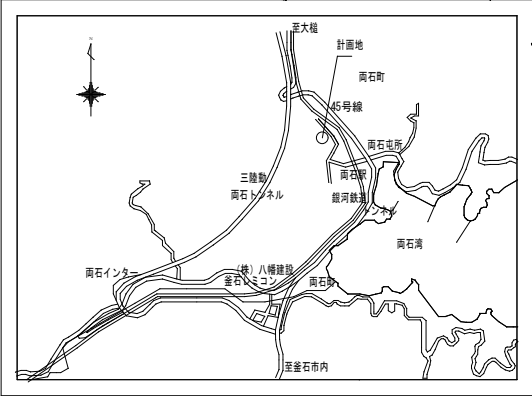 至大槌
計画地
N
両石町
45号線
両石屯所
三陸動
両石トンネル
両石駅
銀河鉄道
トンネル
両石湾
両石インター
（株）八幡建設
釜石レミコン
両石町
至釜石市内